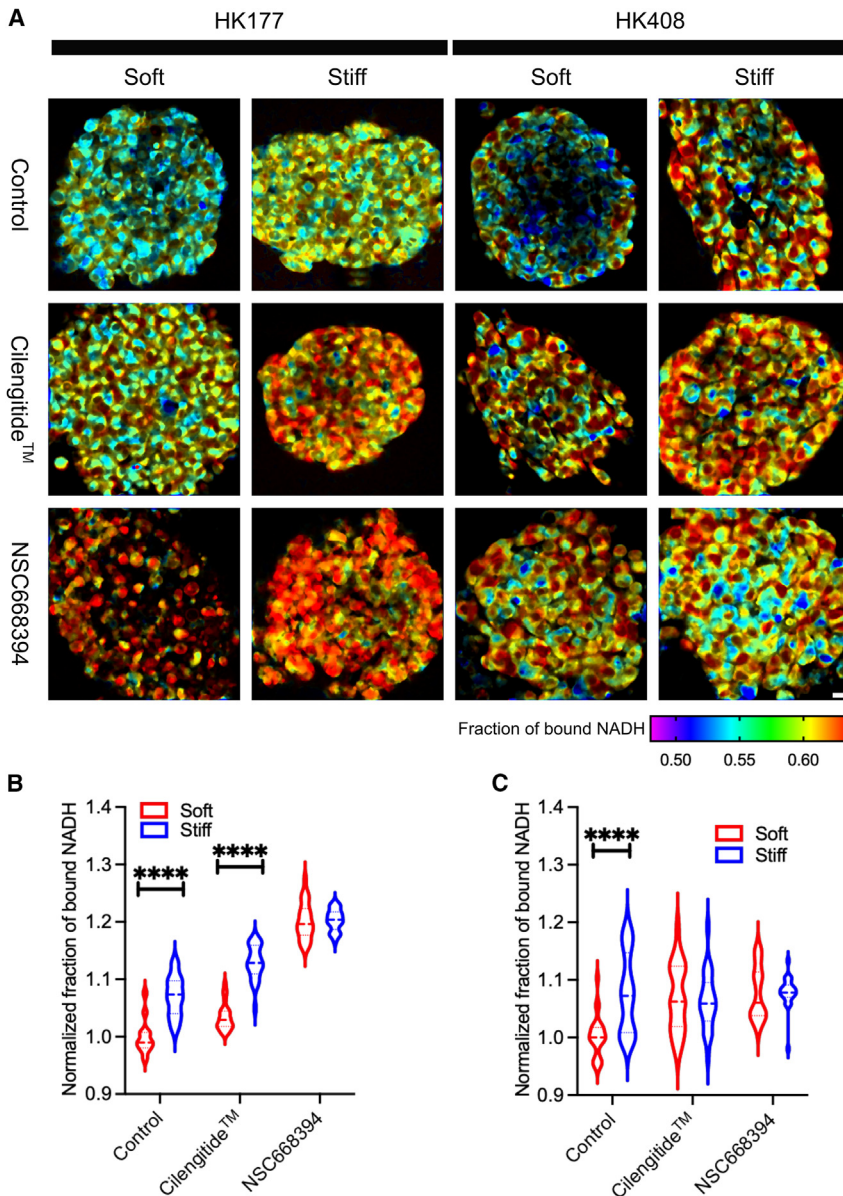 A
HK177 HK408
Soft Stiff Soft Stiff
Control
Cilengitide™
NSC668394
Fraction of bound NADH
0.50 0.55 0.60
B
Normalized fraction of bound NADH
1.4
1.3
1.2
1.1
1.0
0.9
Soft
Stiff
**** ****
Control
Cilengitide™
NSC668394
C
Normalized fraction of bound NADH
1.4
1.3
1.2
1.1
1.0
0.9
Soft
Stiff
****
Control
Cilengitide™
NSC668394